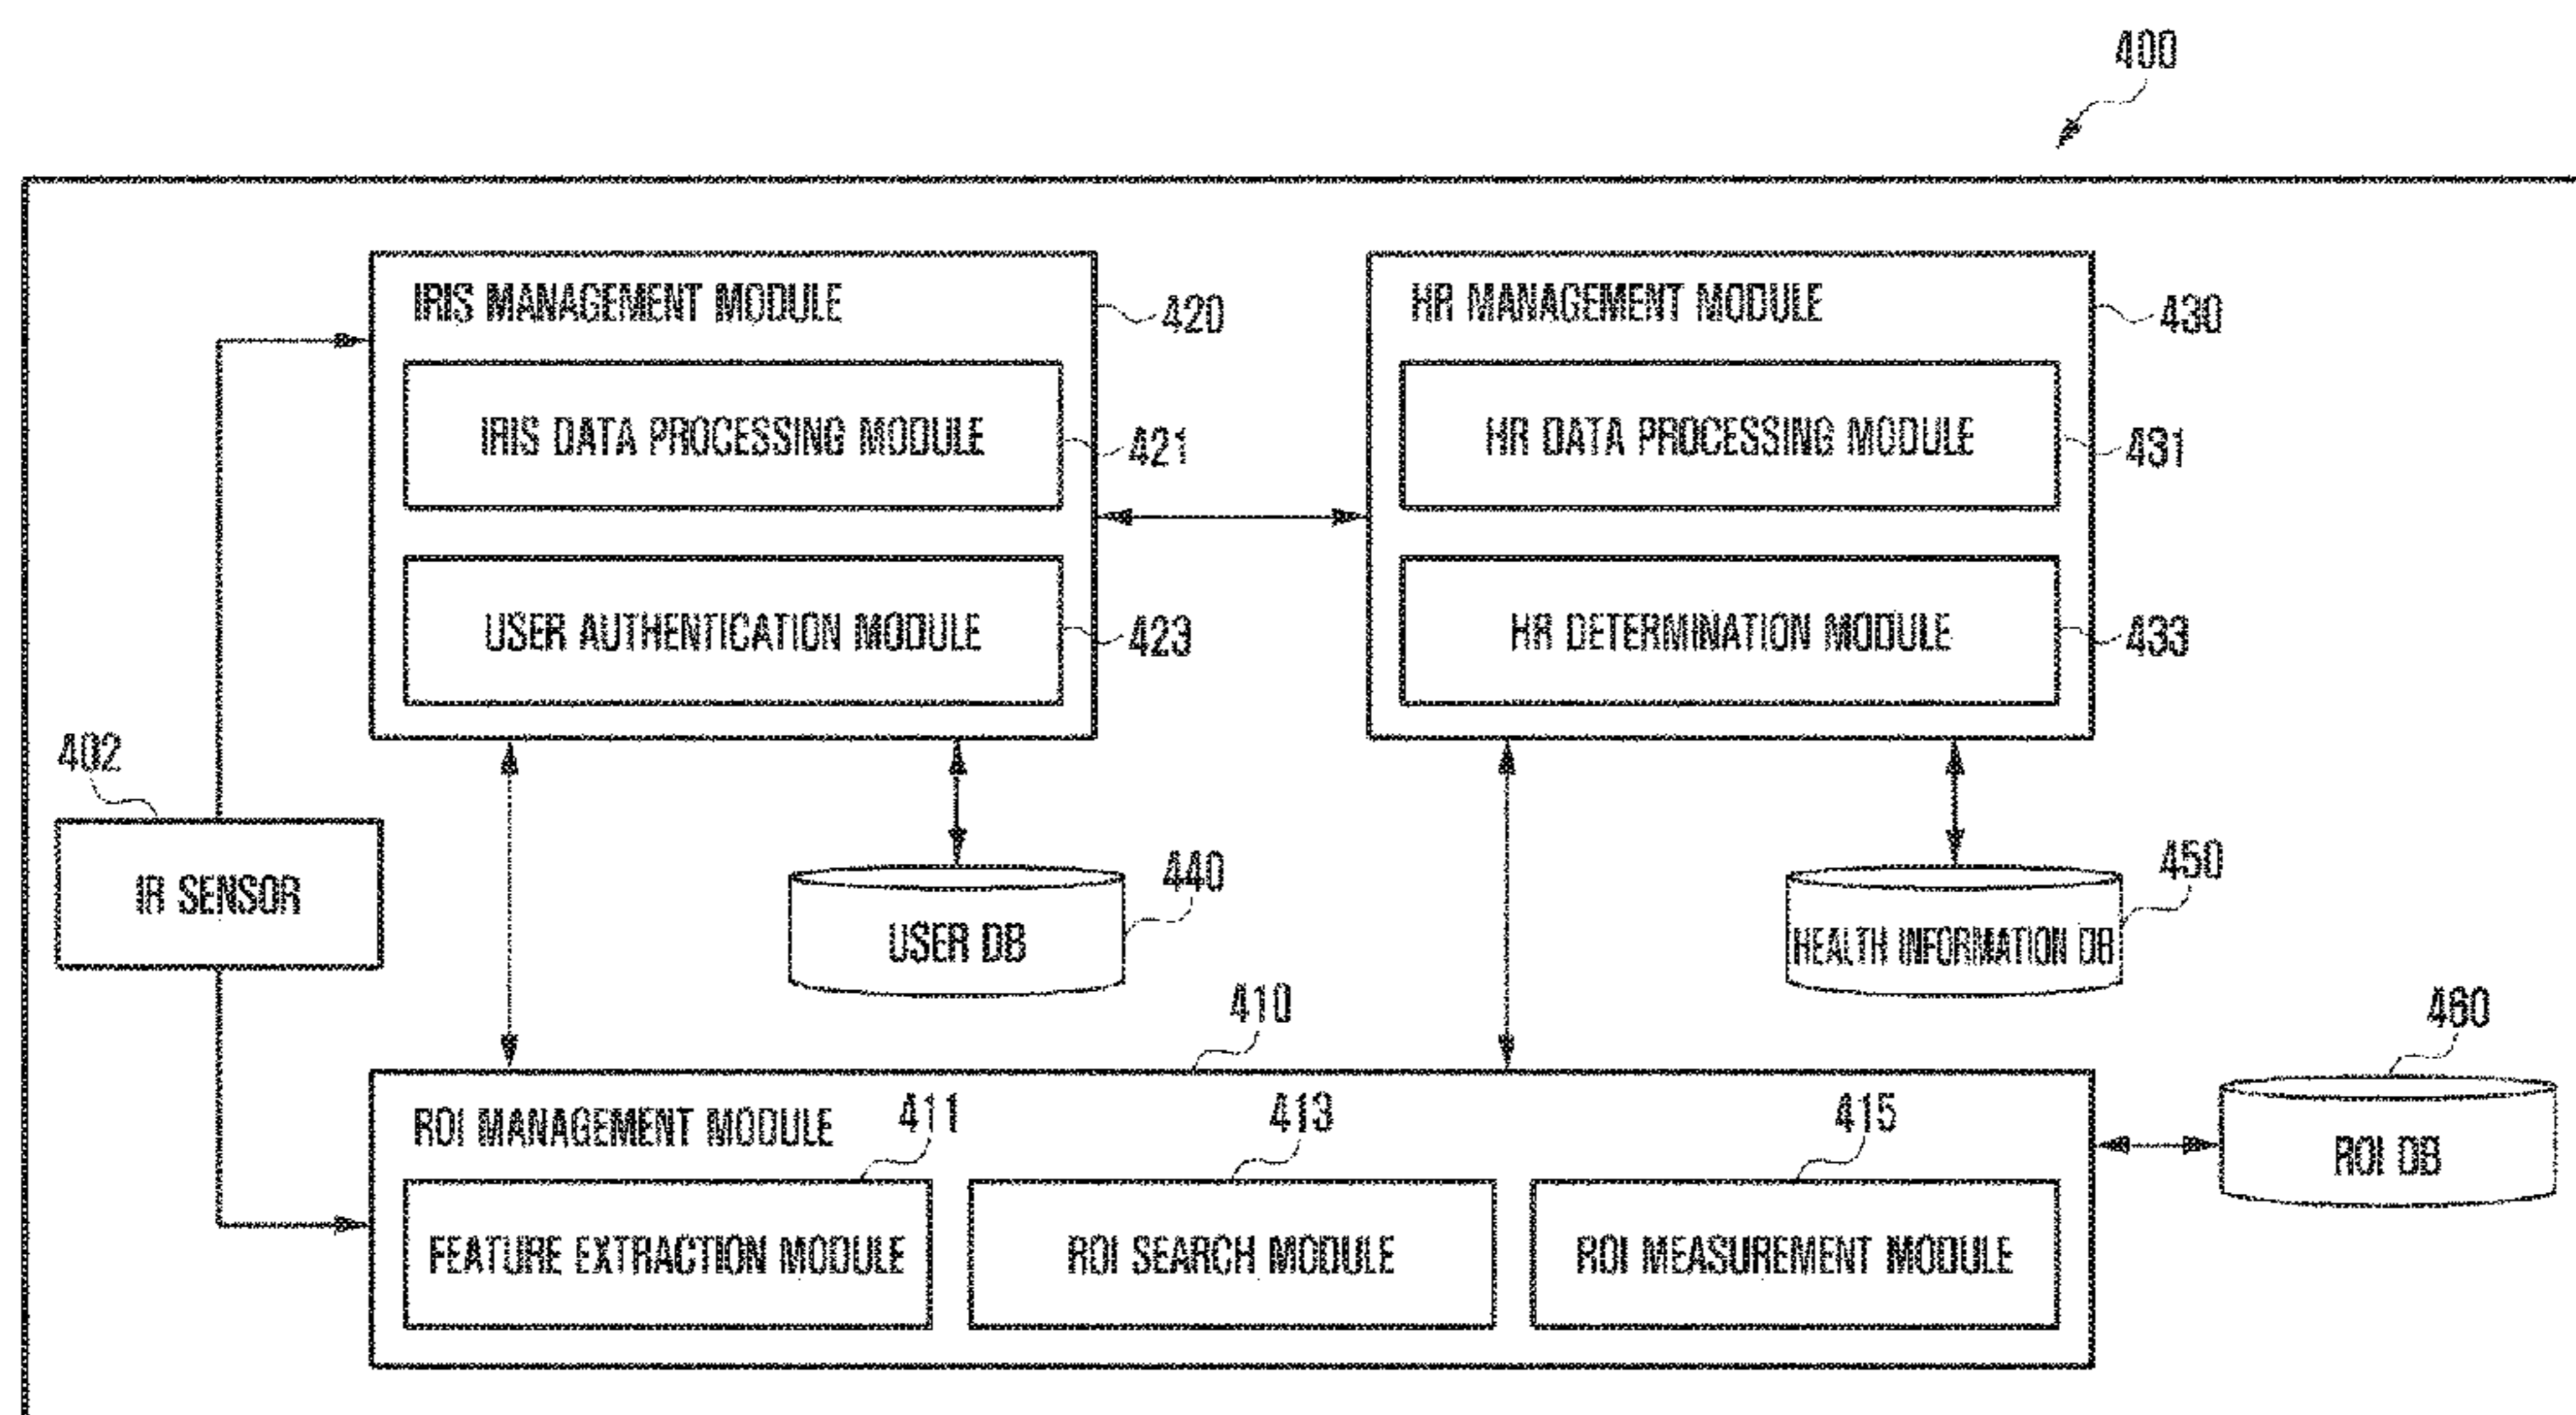 400
IRIS MANAGEMENT MODULE
420
HR MANAGEMENT MODULE
430
IRIS DATA PROCESSING MODULE
421
HR DATA PROCESSING MODULE
431
USER AUTHENTICATION MODULE
423
HR DETERMINATION MODULE
433
402
IR SENSOR
440
USER DB
450
HEALTH INFORMATION DB
410
460
ROI MANAGEMENT MODULE
411
413
415
ROI DB
FEATURE EXTRACTION MODULE
ROI SEARCH MODULE
ROI MEASUREMENT MODULE